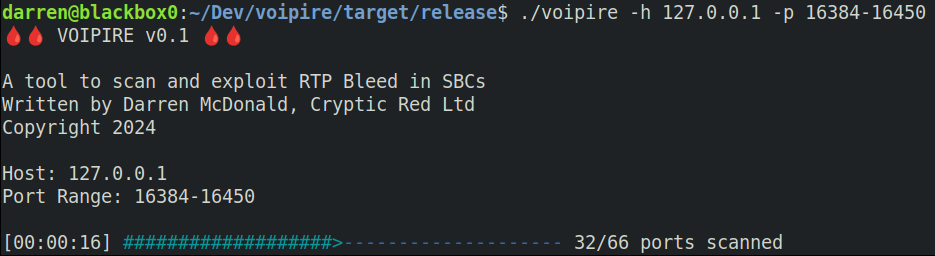 darren@blackbox0:~/Dev/voipire/target/release$ ./voipire -h 127.0.0.1 -p 16384-16450
🩸🩸 VOIPIRE v0.1 🩸🩸
A tool to scan and exploit RTP Bleed in SBCs
Written by Darren McDonald, Cryptic Red Ltd
Copyright 2024
Host: 127.0.0.1
Port Range: 16384-16450
[00:00:16] ###################>-------------------- 32/66 ports scanned